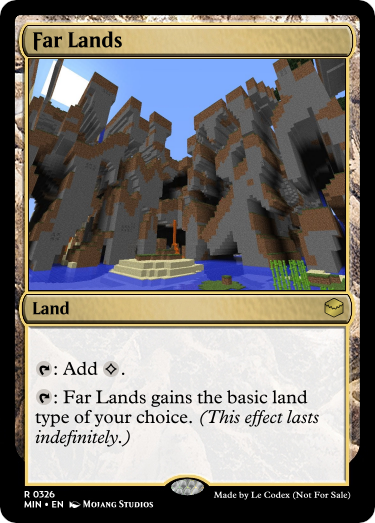 Far Lands
Land
: Add .
: Far Lands gains the basic land
type of your choice. (This effect lasts
indefinitely.)
R 0326
MIN • EN Mojang Studios
Made by Le Codex (Not For Sale)